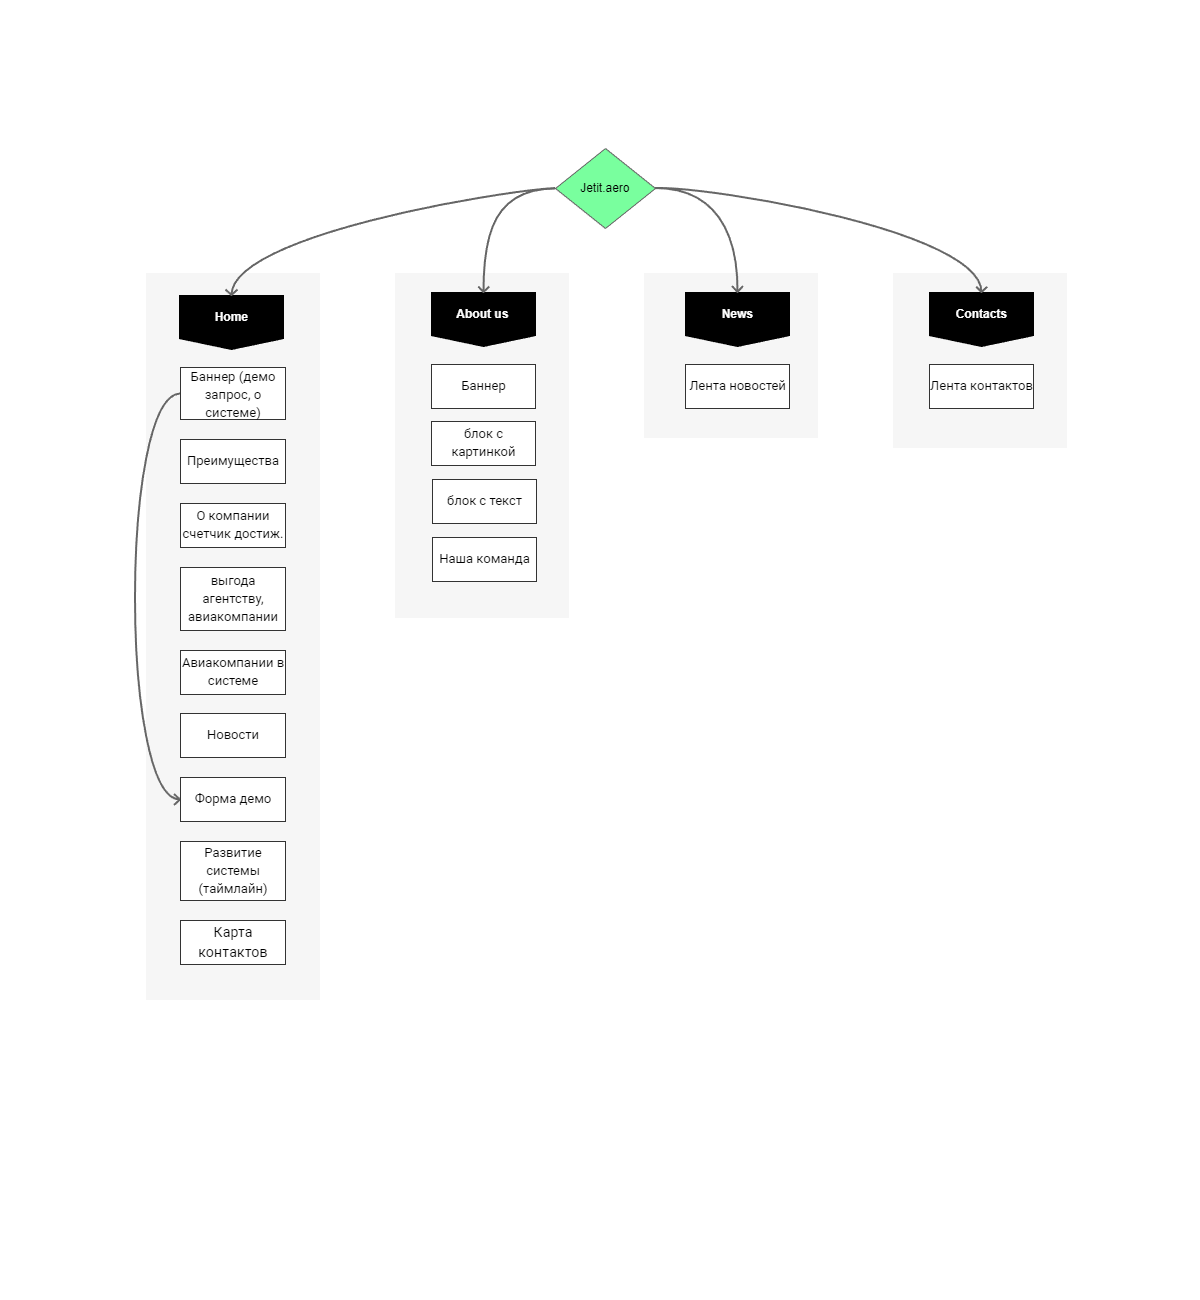 Jetit.aero
Home
Баннер (демо
запрос, о
системе)
Преимущества
О компании
счетчик достиж.
выгода
агентству,
авиакомпании
Авиакомпании в
системе
Новости
Форма демо
Развитие
системы
(таймлайн)
Карта
контактов
About us
Баннер
блок с
картинкой
блок с текст
Наша команда
News
Лента новостей
Contacts
Лента контактов